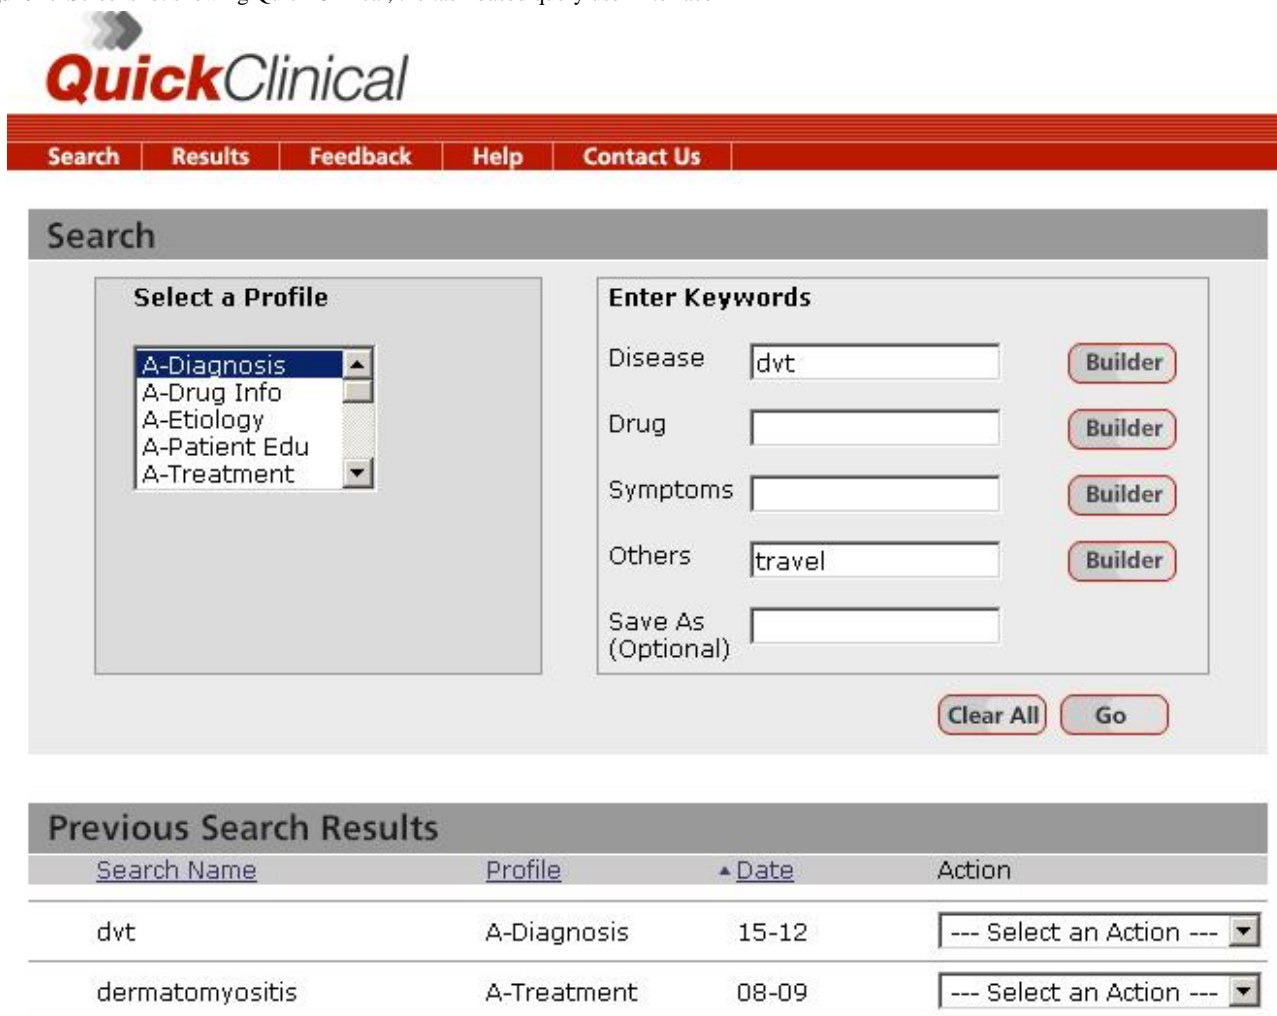 QuickClinical
Search Results Feedback Help Contact Us
Search
Select a Profile
A-Diagnosis
A-Drug Info
A-Etiology
A-Patient Edu
A-Treatment
Enter Keywords
Disease dvt Builder
Drug Builder
Symptoms Builder
Others travel Builder
Save As
(Optional)
Clear All Go
Previous Search Results
Search Name Profile Date Action
dvt A-Diagnosis 15-12 --- Select an Action ---
dermatomyositis A-Treatment 08-09 --- Select an Action ---